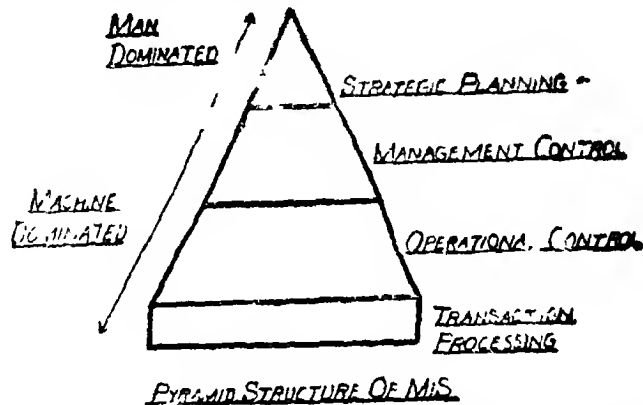 MAN
DOMINATED
STRATEGIC PLANNING
MANAGEMENT CONTROL
MACHINE
DOMINATED
OPERATIONAL CONTROL
TRANSACTION
PROCESSING
PYRAMID STRUCTURE OF MIS